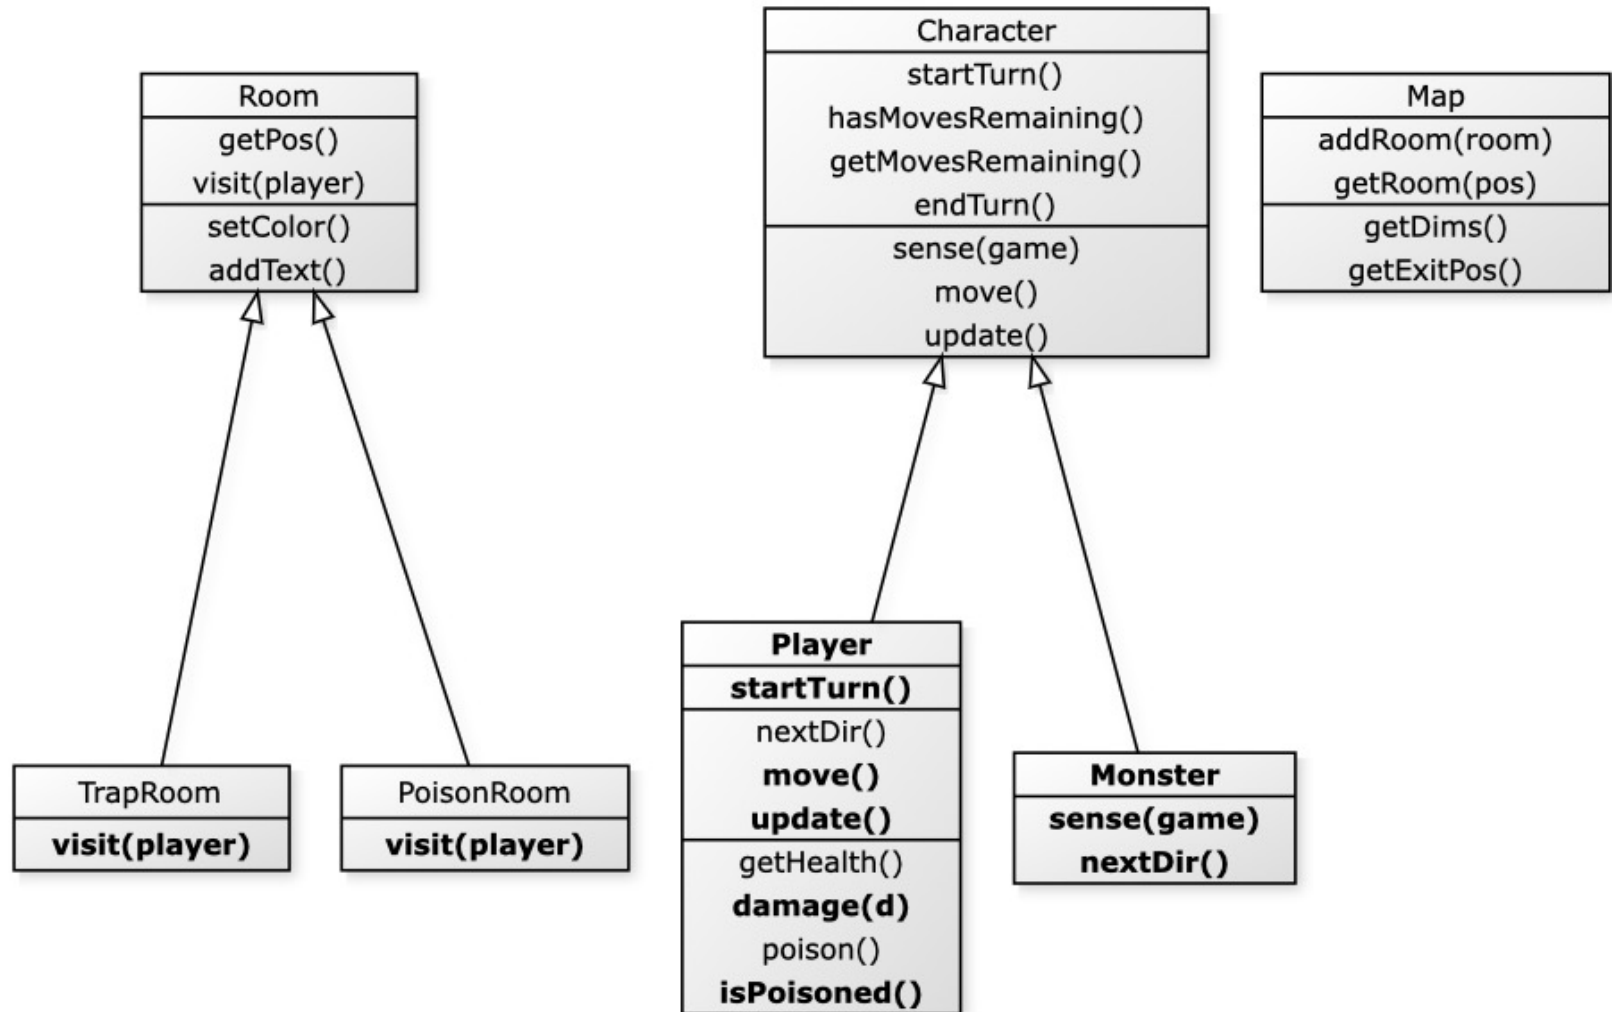 Room
getPos()
visit(player)
setColor()
addText()
Character
startTurn()
hasMovesRemaining()
getMovesRemaining()
endTurn()
sense(game)
move()
update()
Map
addRoom(room)
getRoom(pos)
getDims()
getExitPos()
TrapRoom
visit(player)
PoisonRoom
visit(player)
Player
startTurn()
nextDir()
move()
update()
getHealth()
damage(d)
poison()
isPoisoned()
Monster
sense(game)
nextDir()